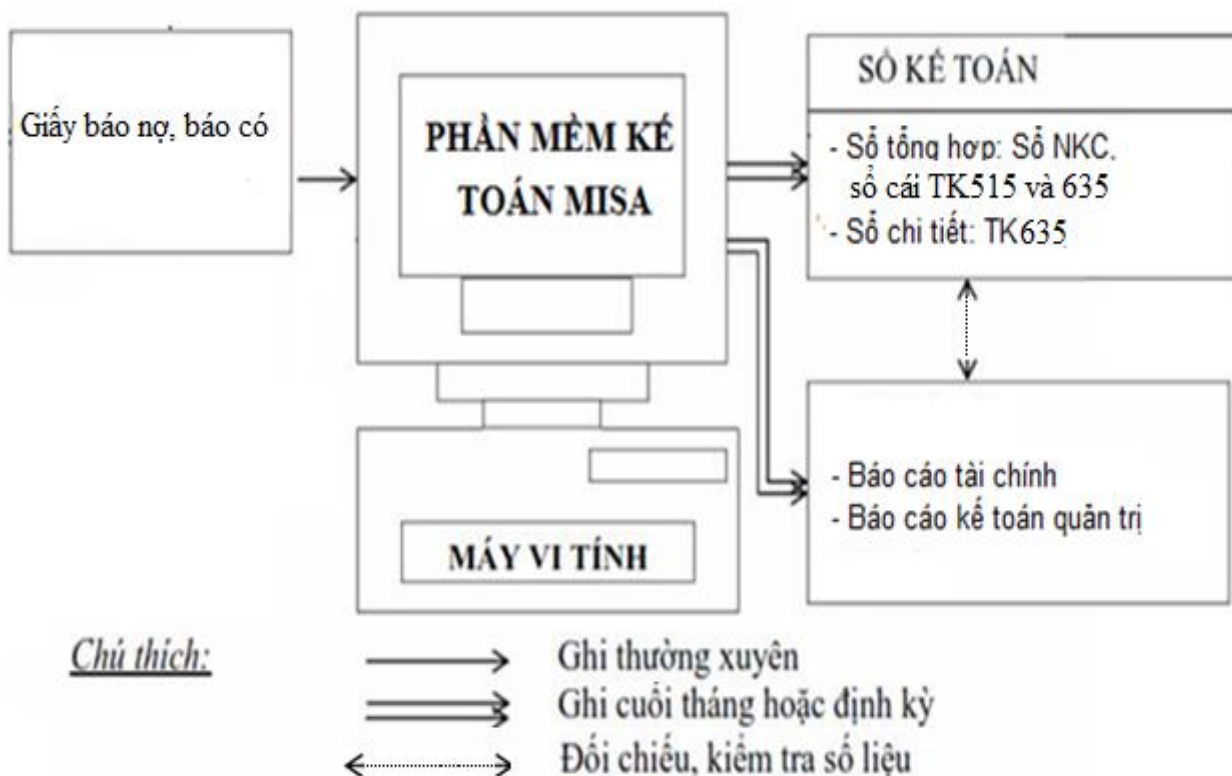 Giấy báo nợ, báo có
PHẦN MỀM KẾ
TOÁN MISA
MÁY VI TÍNH
SỔ KẾ TOÁN
- Sổ tổng hợp: Sổ NKC,
sổ cái TK515 và 635
- Sổ chi tiết: TK635
- Báo cáo tài chính
- Báo cáo kế toán quản trị
Chú thích:
Ghi thường xuyên
Ghi cuối tháng hoặc định kỳ
Đối chiếu, kiểm tra số liệu